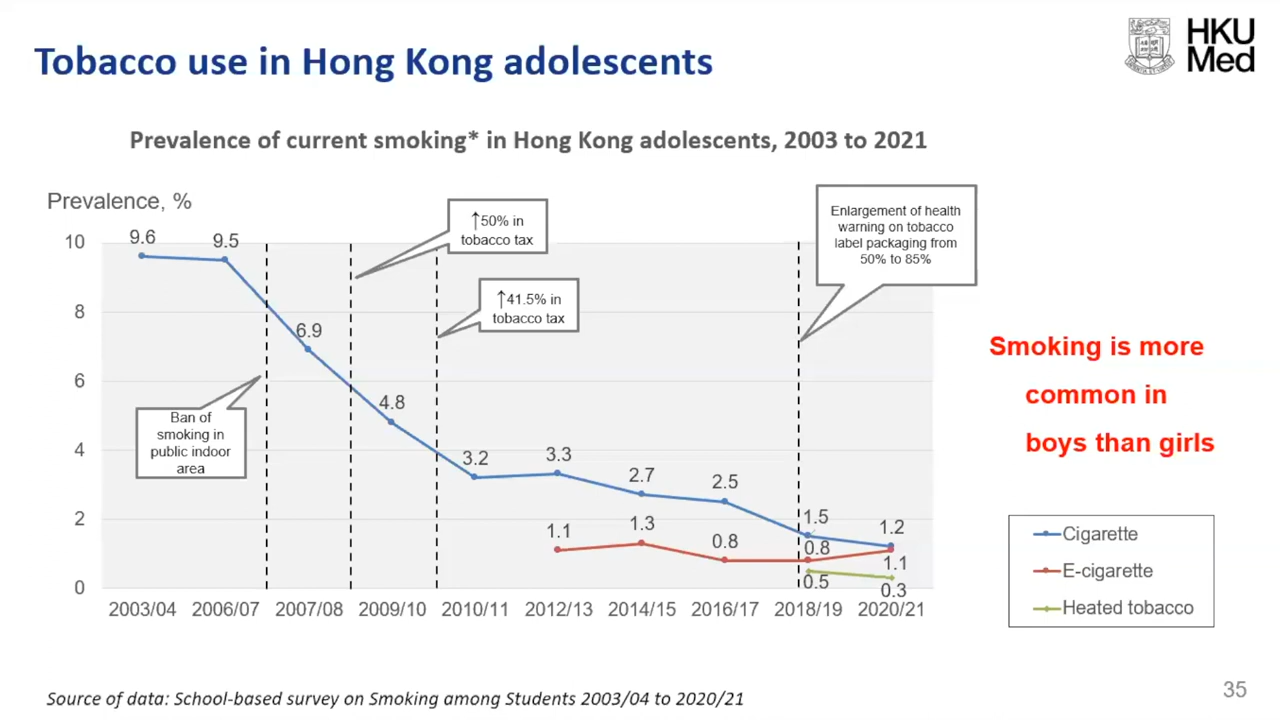 Tobacco use in Hong Kong adolescents
HKU
Med
Prevalence of current smoking* in Hong Kong adolescents, 2003 to 2021
Prevalence, %
10
8
6
4
2
0
9.6
9.5
6.9
4.8
3.2
3.3
2.7
2.5
1.5
1.2
1.1
1.3
0.8
0.8
1.1
0.5
0.3
Ban of
smoking in
public indoor
area
↑50% in
tobacco tax
↑41.5% in
tobacco tax
Enlargement of health
warning on tobacco
label packaging from
50% to 85%
2003/04 2006/07 2007/08 2009/10 2010/11 2012/13 2014/15 2016/17 2018/19 2020/21
Smoking is more
common in
boys than girls
Cigarette
E-cigarette
Heated tobacco
Source of data: School-based survey on Smoking among Students 2003/04 to 2020/21
35